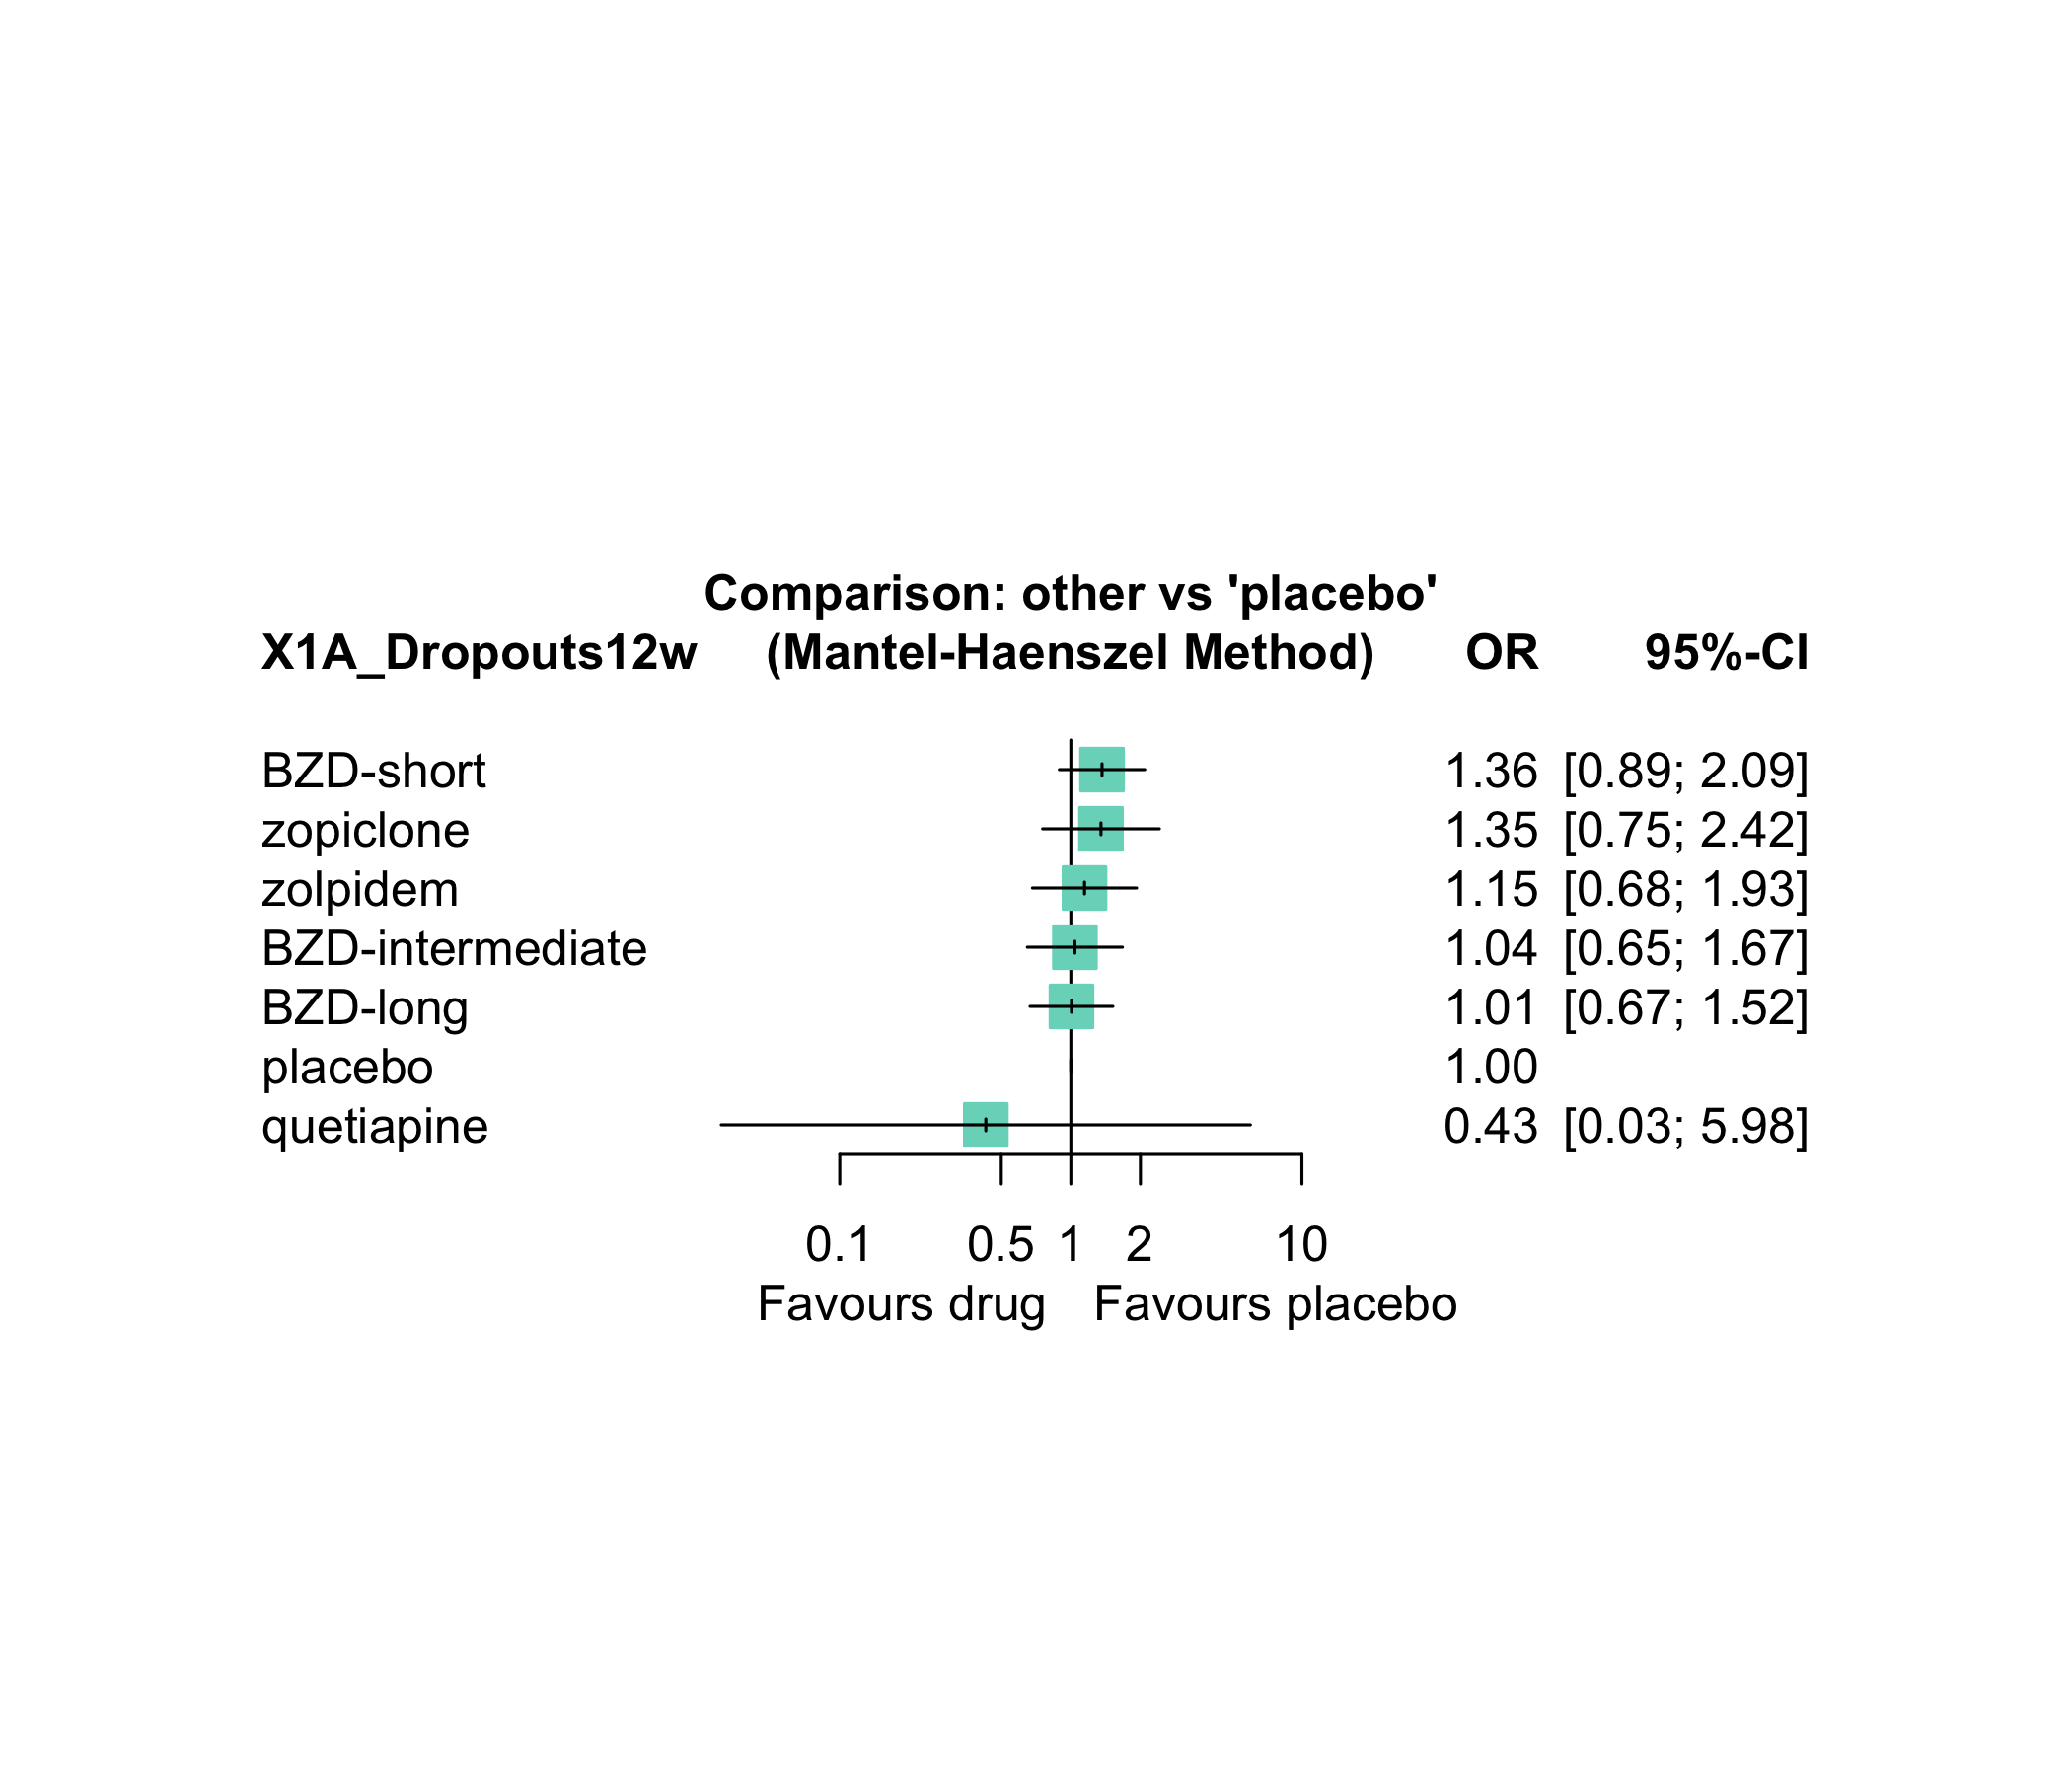 Comparison: other vs 'placebo'
X1A_Dropouts12w (Mantel-Haenszel Method) OR 95%-CI
BZD-short 1.36 [0.89; 2.09]
zopiclone 1.35 [0.75; 2.42]
zolpidem 1.15 [0.68; 1.93]
BZD-intermediate 1.04 [0.65; 1.67]
BZD-long 1.01 [0.67; 1.52]
placebo 1.00
quetiapine 0.43 [0.03; 5.98]
0.1 0.5 1 2 10
Favours drug Favours placebo